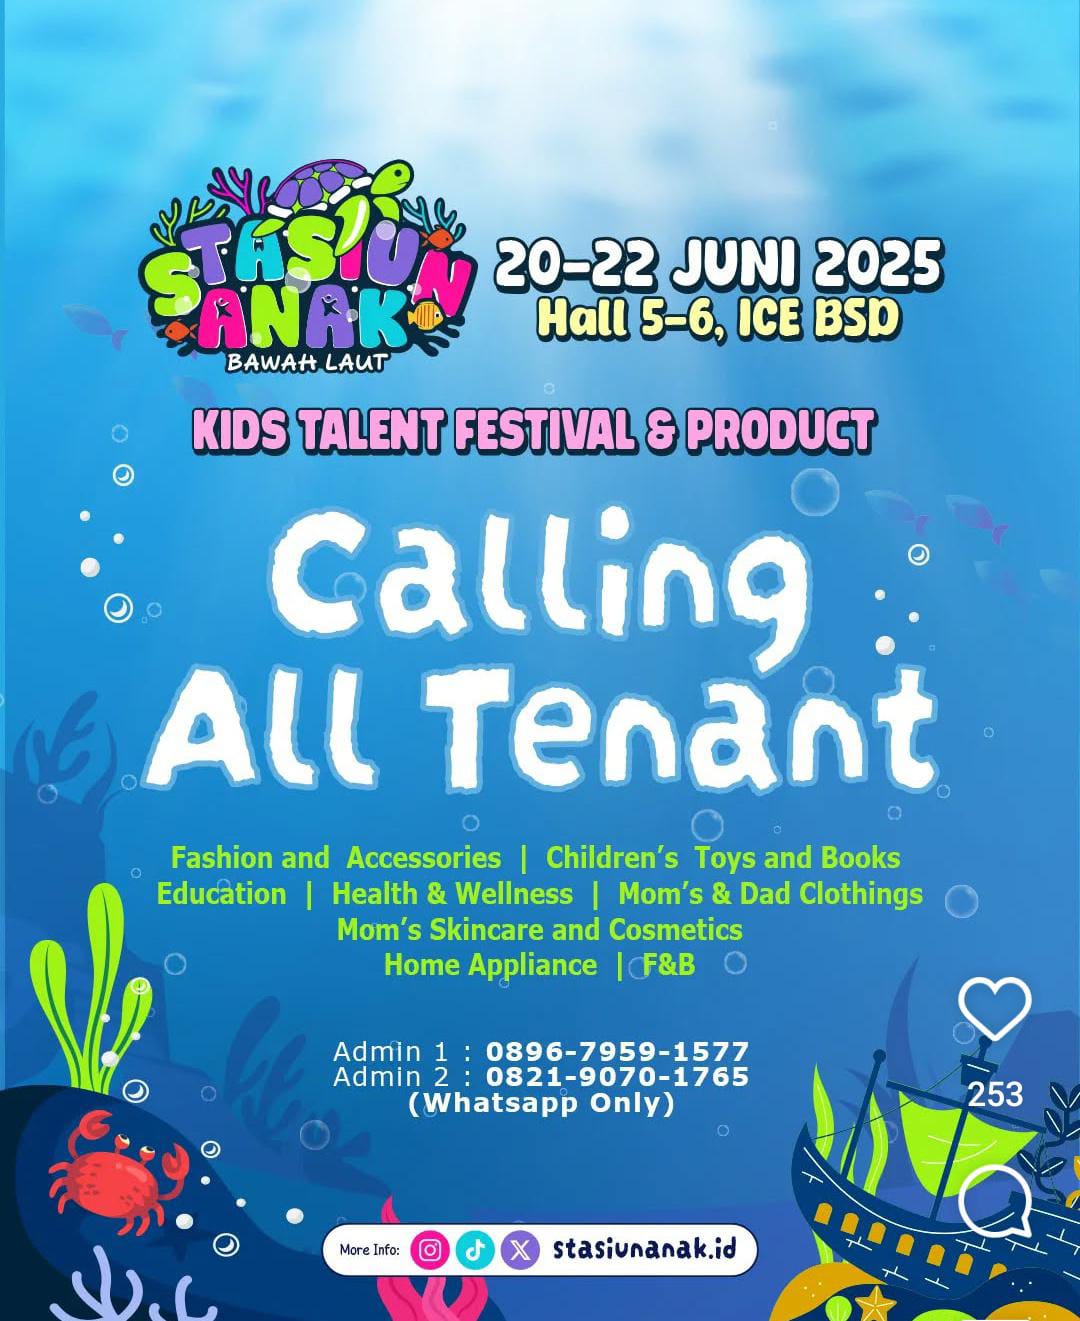 STASIUN
ANAK
BAWAH LAUT
20-22 JUNI 2025
Hall 5-6, ICE BSD
KIDS TALENT FESTIVAL & PRODUCT
Calling
All Tenant
Fashion and Accessories | Children's Toys and Books
Education | Health & Wellness | Mom's & Dad Clothings
Mom's Skincare and Cosmetics
Home Appliance | F&B
Admin 1 : 0896-7959-1577
Admin 2 : 0821-9070-1765
(Whatsapp Only)
253
More Info: stasiunanak.id